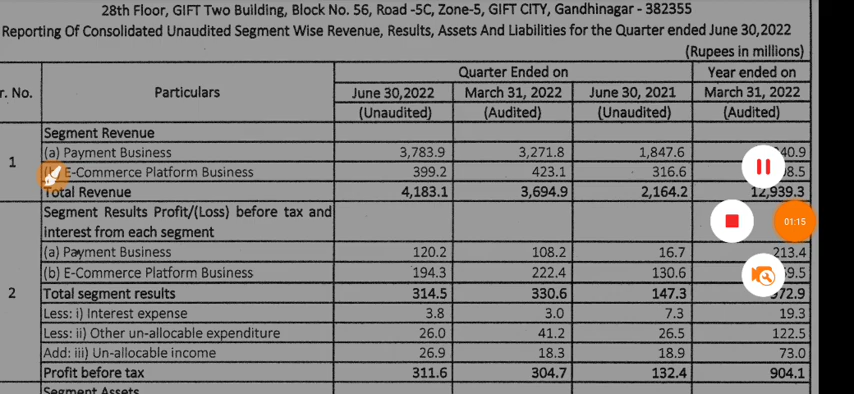 28th Floor, GIFT Two Building, Block No. 56, Road -5C, Zone-5, GIFT CITY, Gandhinagar - 382355
Reporting Of Consolidated Unaudited Segment Wise Revenue, Results, Assets And Liabilities for the Quarter ended June 30,2022
(Rupees in millions)
r. No. Particulars Quarter Ended on Year ended on
June 30,2022 March 31, 2022 June 30, 2021 March 31, 2022
(Unaudited) (Audited) (Unaudited) (Audited)
1 Segment Revenue
(a) Payment Business 3,783.9 3,271.8 1,847.6 40.9
E-Commerce Platform Business 399.2 423.1 316.6 8.5
Total Revenue 4,183.1 3,694.9 2,164.2 12,939.3
2 Segment Results Profit/(Loss) before tax and
interest from each segment
01:15
(a) Payment Business 120.2 108.2 16.7 213.4
(b) E-Commerce Platform Business 194.3 222.4 130.6 9.5
Total segment results 314.5 330.6 147.3 72.9
Less: i) Interest expense 3.8 3.0 7.3 19.3
Less: ii) Other un-allocable expenditure 26.0 41.2 26.5 122.5
Add: iii) Un-allocable income 26.9 18.3 18.9 73.0
Profit before tax 311.6 304.7 132.4 904.1
Segment Assets